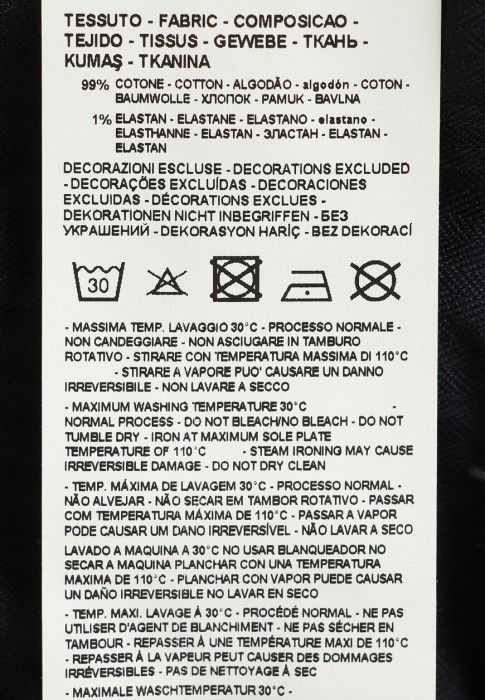 TESSUTO - FABRIC - COMPOSICAO -
TEJIDO - TISSUS - GEWEBE - ТКАНЬ -
KUMAŞ - TKANINA
99% COTONE - COTTON - ALGODÃO - algodón - COTON -
BAUMWOLLE - ХЛОПОК - PAMUK - BAVLNA
1% ELASTAN - ELASTANE - ELASTANO - elastano -
ELASTHANNE - ELASTAN - ЭЛАСТАН - ELASTAN -
ELASTAN
DECORAZIONI ESCLUSE - DECORATIONS EXCLUDED
- DECORAÇÕES EXCLUÍDAS - DECORACIONES
EXCLUIDAS - DÉCORATIONS EXCLUES -
DEKORATIONEN NICHT INBEGRIFFEN - БЕЗ
УКРАШЕНИЙ - DEKORASYON HARİÇ - BEZ DEKORACÍ
30
- MASSIMA TEMP. LAVAGGIO 30°C - PROCESSO NORMALE -
NON CANDEGGIARE - NON ASCIUGARE IN TAMBURO
ROTATIVO - STIRARE CON TEMPERATURA MASSIMA DI 110°C
- STIRARE A VAPORE PUO' CAUSARE UN DANNO
IRREVERSIBILE - NON LAVARE A SECCO
- MAXIMUM WASHING TEMPERATURE 30°C -
NORMAL PROCESS - DO NOT BLEACH/NO BLEACH - DO NOT
TUMBLE DRY - IRON AT MAXIMUM SOLE PLATE
TEMPERATURE OF 110°C - STEAM IRONING MAY CAUSE
IRREVERSIBLE DAMAGE - DO NOT DRY CLEAN
- TEMP. MÁXIMA DE LAVAGEM 30°C - PROCESSO NORMAL -
NÃO ALVEJAR - NÃO SECAR EM TAMBOR ROTATIVO - PASSAR
COM TEMPERATURA MÁXIMA DE 110°C - PASSAR A VAPOR
PODE CAUSAR UM DANO IRREVERSÍVEL - NÃO LAVAR A SECO
LAVADO A MAQUINA A 30°C NO USAR BLANQUEADOR NO
SECAR A MAQUINA PLANCHAR CON UNA TEMPERATURA
MAXIMA DE 110°C - PLANCHAR CON VAPOR PUEDE CAUSAR
UN DAÑO IRREVERSIBLE NO LAVAR EN SECO
- TEMP. MAXI. LAVAGE À 30°C - PROCÉDÉ NORMAL - NE PAS
UTILISER D'AGENT DE BLANCHIMENT - NE PAS SÉCHER EN
TAMBOUR - REPASSER À UNE TEMPÉRATURE MAXI DE 110°C
- REPASSER À LA VAPEUR PEUT CAUSER DES DOMMAGES
IRRÉVERSIBLES - PAS DE NETTOYAGE À SEC
- MAXIMALE WASCHTEMPERATUR 30°C -